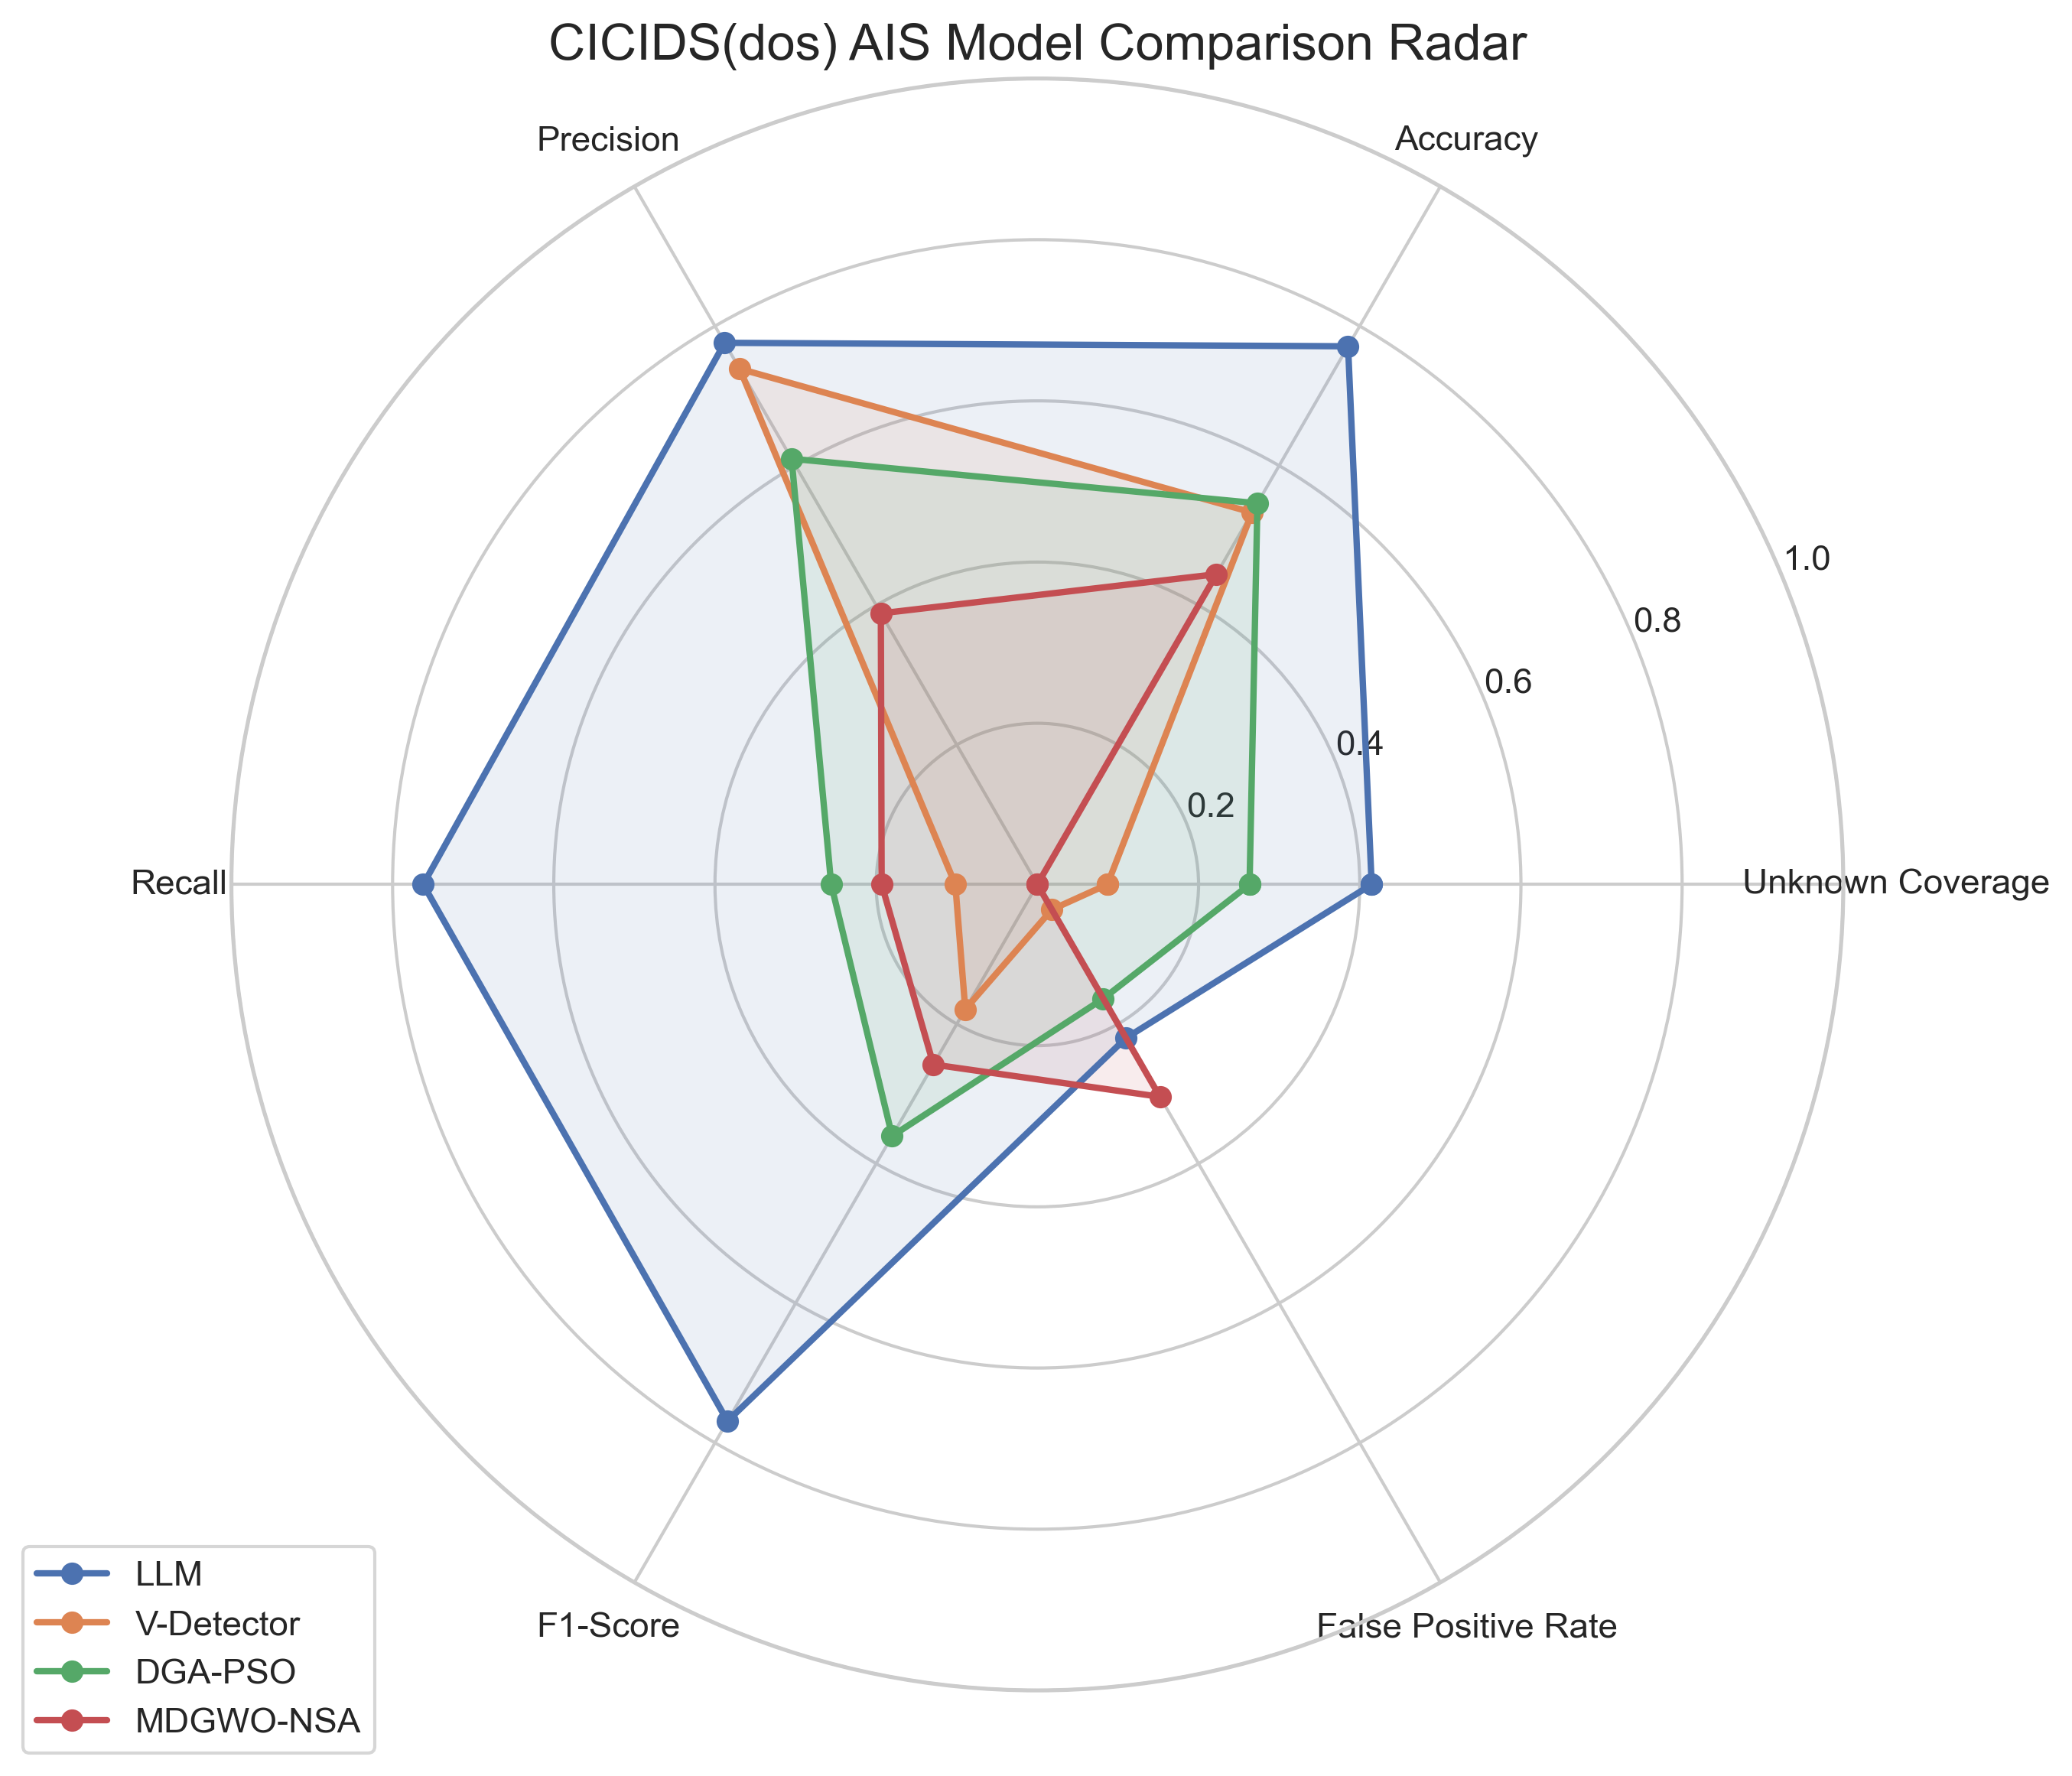 CICIDS(dos) AIS Model Comparison Radar
Precision
Accuracy
1.0
0.8
0.6
0.4
0.2
Recall
Unknown Coverage
F1-Score
False Positive Rate
LLM
V-Detector
DGA-PSO
MDGWO-NSA